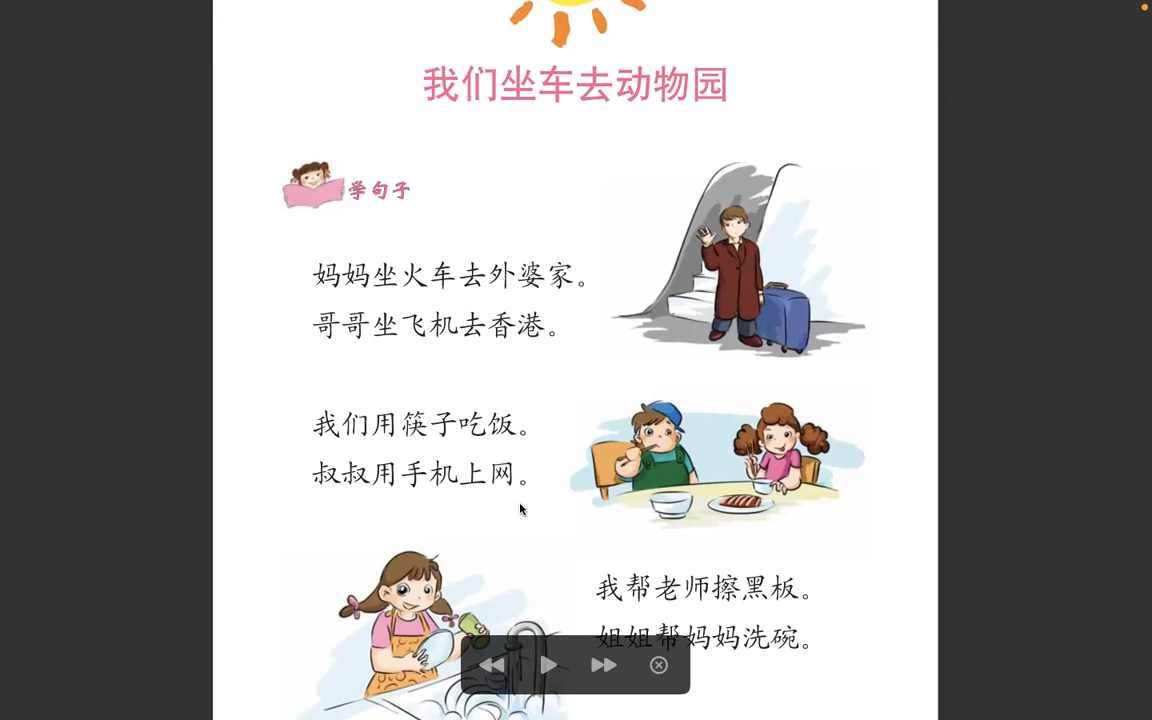 我们坐车去动物园
学句子
妈妈坐火车去外婆家。
哥哥坐飞机去香港。
我们用筷子吃饭。
叔叔用手机上网。
我帮老师擦黑板。
姐姐帮妈妈洗碗。